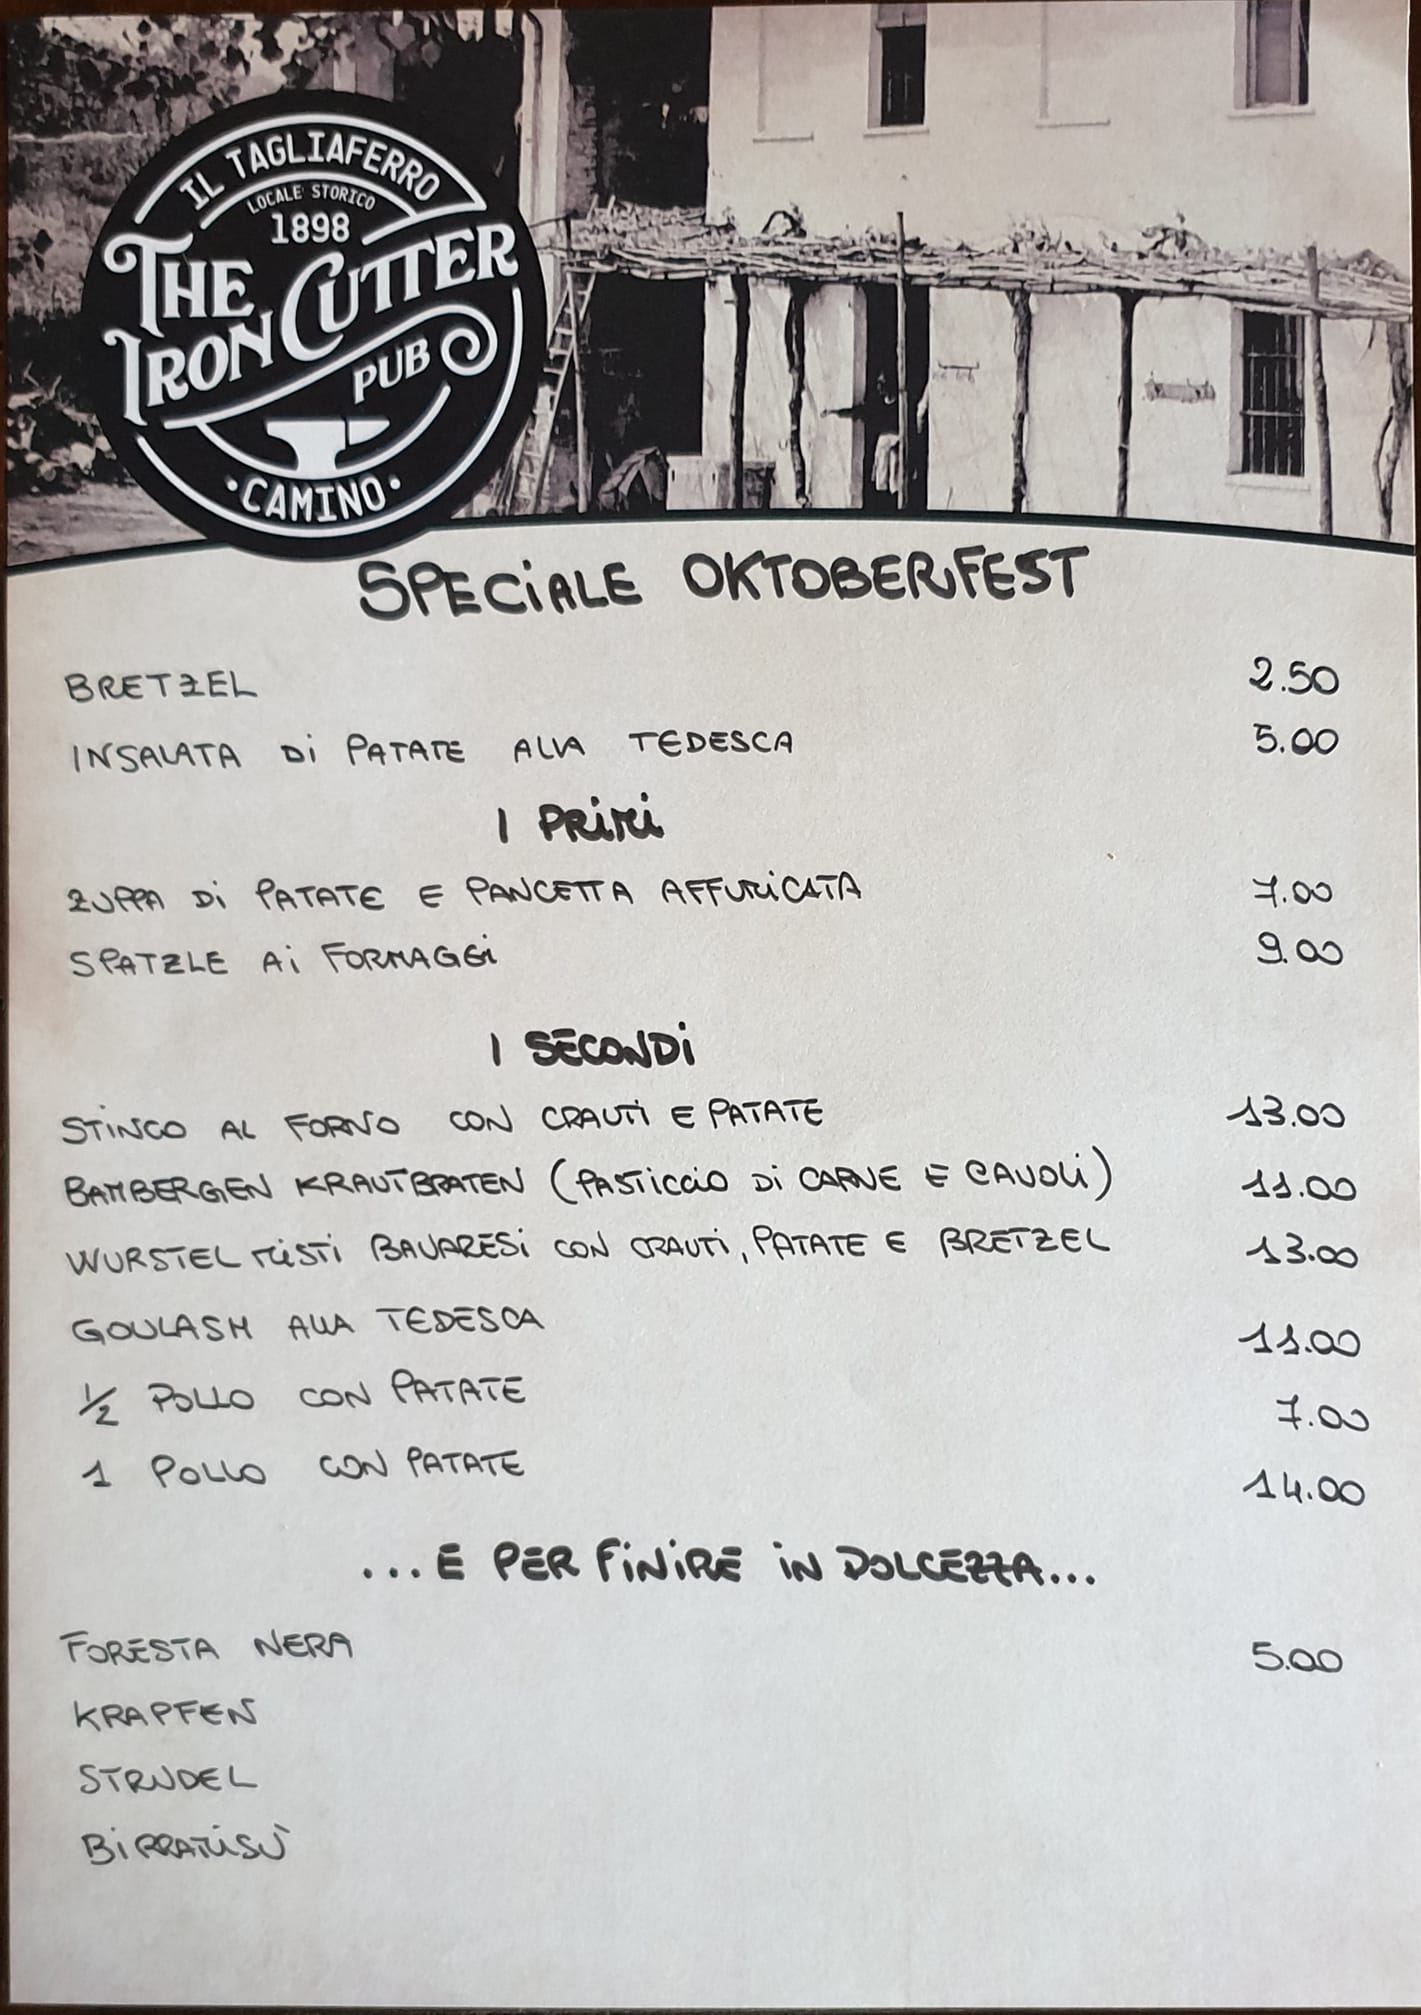 IL TAGLIAFERRO
LOCALE STORICO
1898
THE
IRON CUTTER
PUB
·CAMINO·
SPECIALE OKTOBERFEST
BRETZEL 2.50
INSALATA DI PATATE ALLA TEDESCA 5.00
I PRIMI
ZUPPA DI PATATE E PANCETTA AFFUMICATA 7.00
SPATZLE AI FORMAGGI 9.00
I SECONDI
STINCO AL FORNO CON CRAUTI E PATATE 13.00
BAMBERGEN KRAUTBRATEN (PASTICCIO DI CARNE E CAVOLI) 11.00
WURSTEL MISTI BAVARESI CON CRAUTI, PATATE E BRETZEL 13.00
GOULASH ALLA TEDESCA 11.00
1/2 POLLO CON PATATE 7.00
1 POLLO CON PATATE 14.00
...E PER FINIRE IN DOLCEZZA...
FORESTA NERA 5.00
KRAPFEN
STRUDEL
BIRRAMISÙ